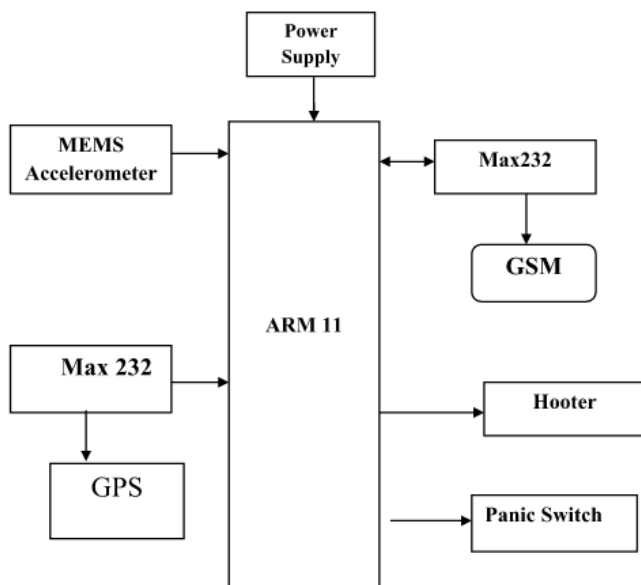 Power
Supply
MEMS
Accelerometer
Max232
GSM
ARM 11
Max 232
GPS
Hooter
Panic Switch